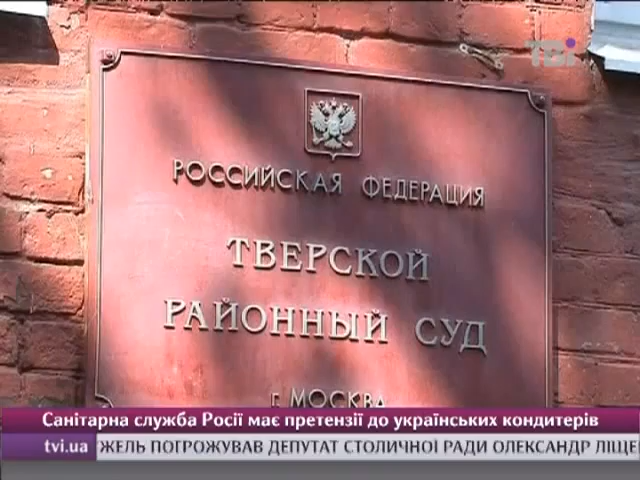 ТВі
РОССИЙСКАЯ ФЕДЕРАЦИЯ
ТВЕРСКОЙ
РАЙОННЫЙ СУД
г. МОСКВА
Санітарна служба Росії має претензії до українських кондитерів
tvi.ua ЖЕЛЬ ПОГРОЖУВАВ ДЕПУТАТ СТОЛИЧНОЇ РАДИ ОЛЕКСАНДР ЛІЩЕ